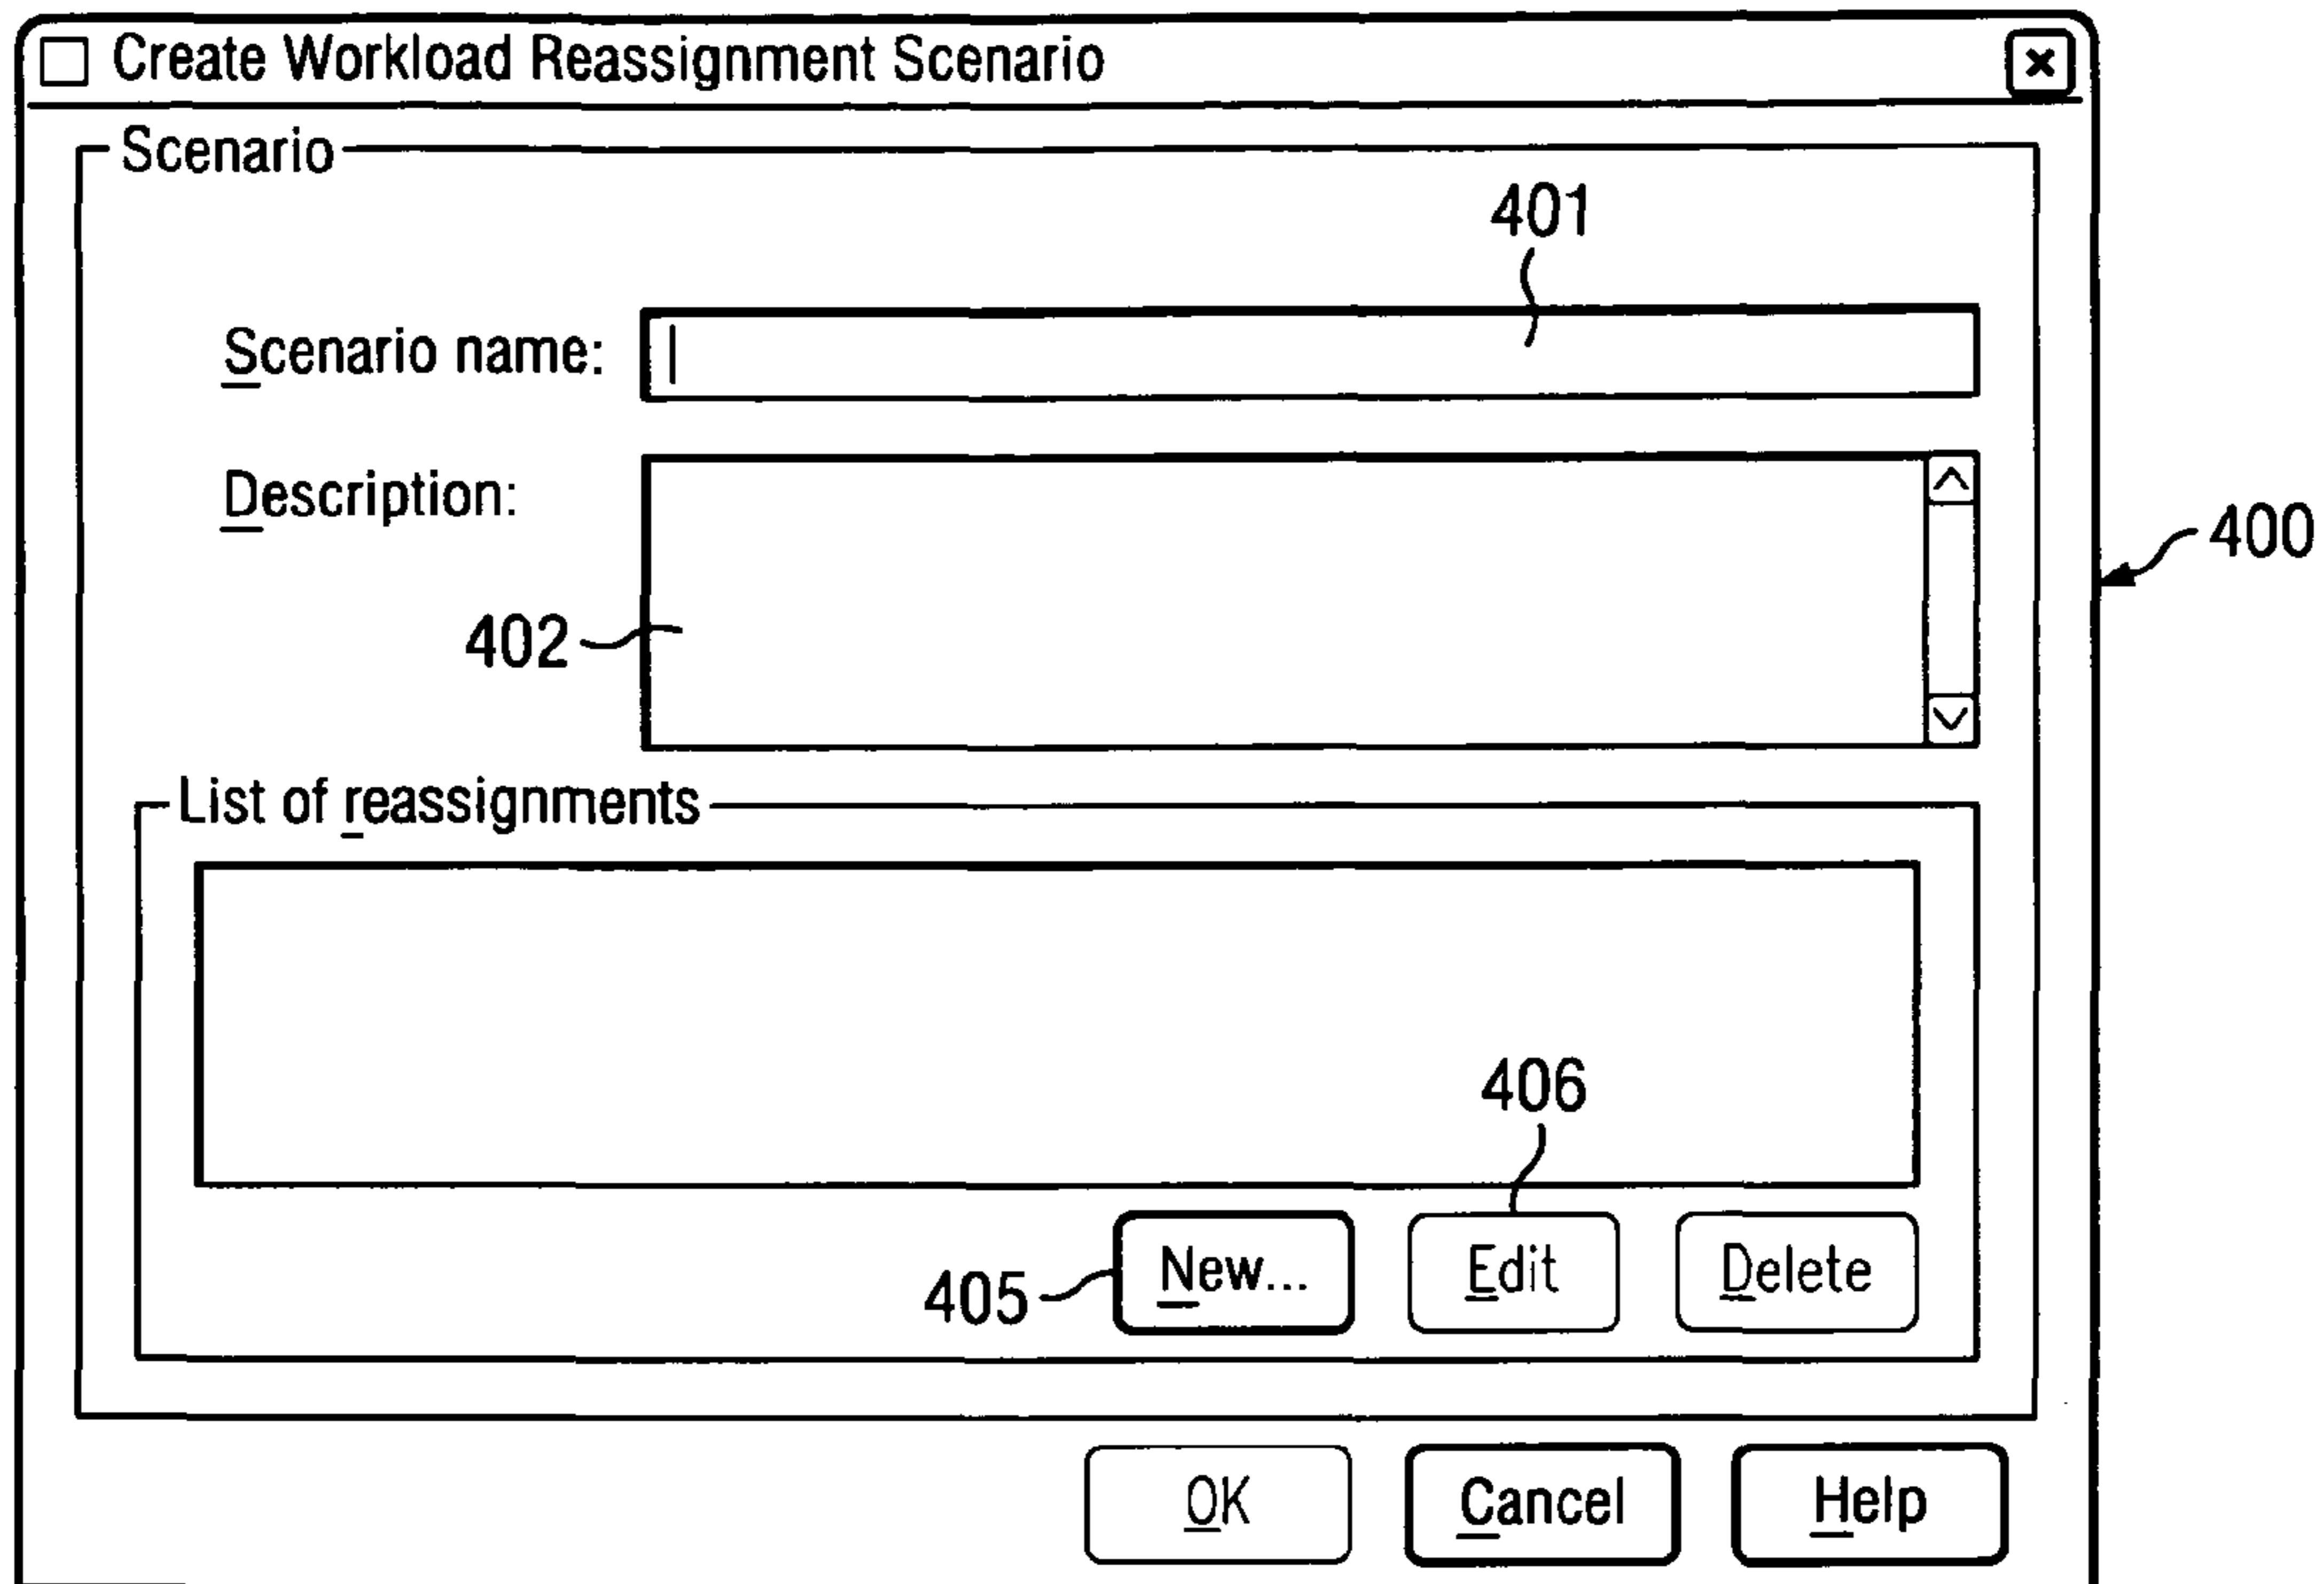 Create Workload Reassignment Scenario
Scenario
401
Scenario name:
Description:
400
402
List of reassignments
406
405
New... Edit Delete
OK Cancel Help